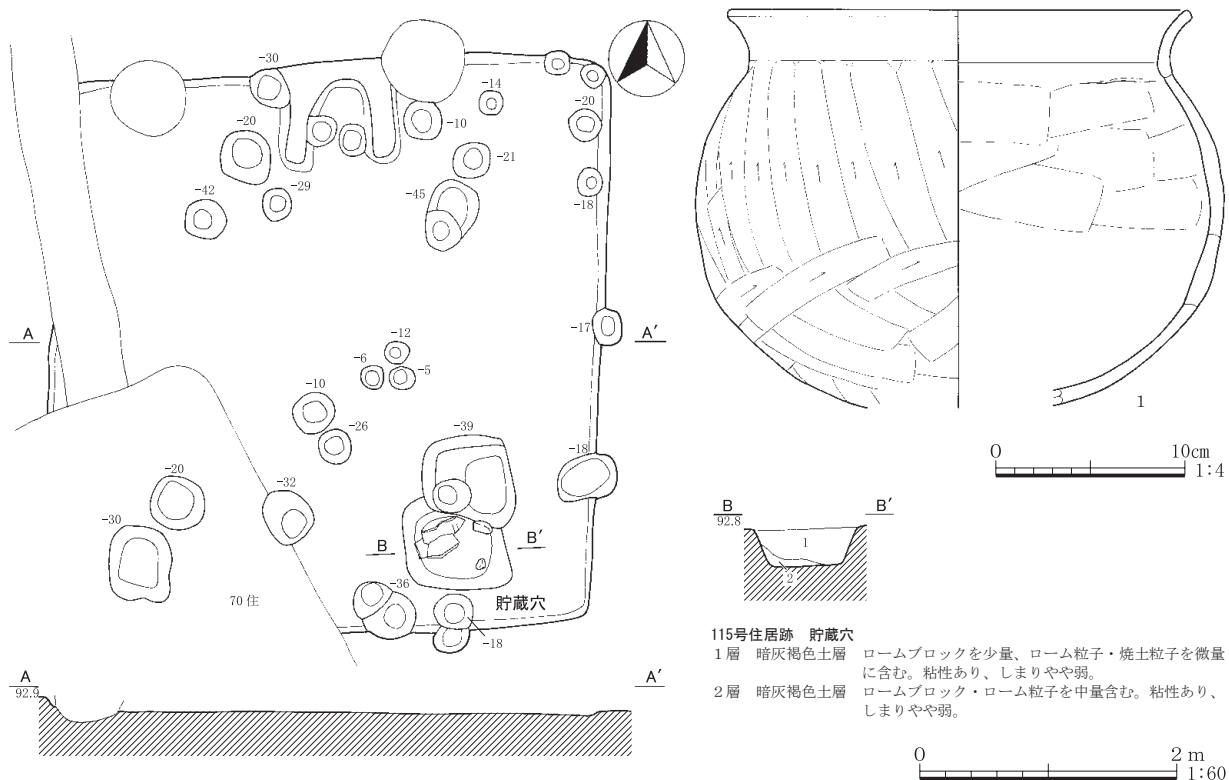 -30
-14
-20
-10
-20
-21
-42
-29
-45
-18
A
-17
A′
-12
-6
-5
-10
-26
-39
-18
-20
-32
-30
B
B′
-36
貯蔵穴
70住
-18
A
92.9
A′
1
0 10cm
1:4
B
92.8
B′
1
2
115号住居跡 貯蔵穴
1層 暗灰褐色土層 ロームブロックを少量、ローム粒子・焼土粒子を微量
に含む。粘性あり、しまりやや弱。
2層 暗灰褐色土層 ロームブロック・ローム粒子を中量含む。粘性あり、
しまりやや弱。
0 2m
1:60